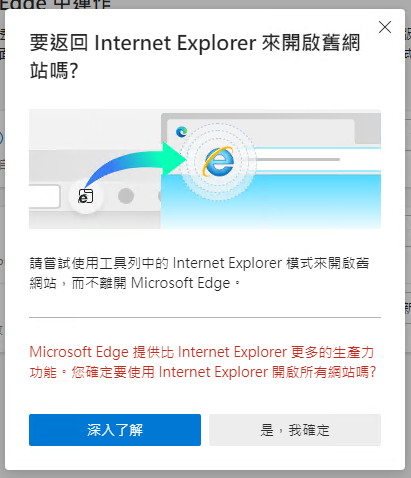 Edge 中運作
要返回 Internet Explorer 來開啟舊網
站嗎?
請嘗試使用工具列中的 Internet Explorer 模式來開啟舊
網站，而不離開 Microsoft Edge。
Microsoft Edge 提供比 Internet Explorer 更多的生產力
功能。您確定要使用 Internet Explorer 開啟所有網站嗎?
深入了解
是，我確定